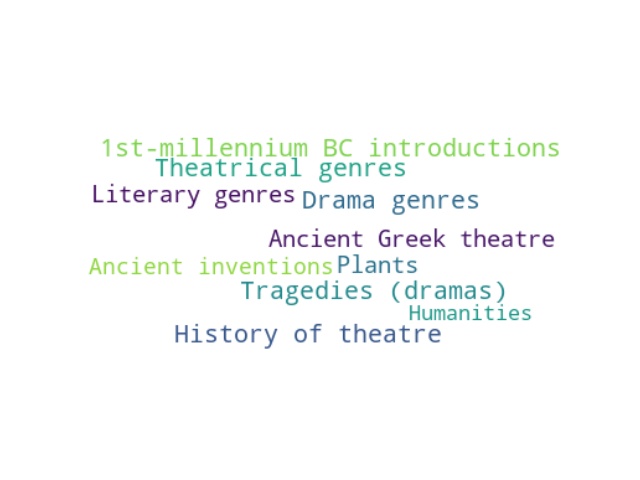 1st-millennium BC introductions
Theatrical genres
Literary genres
Drama genres
Ancient Greek theatre
Ancient inventions
Plants
Tragedies (dramas)
Humanities
History of theatre